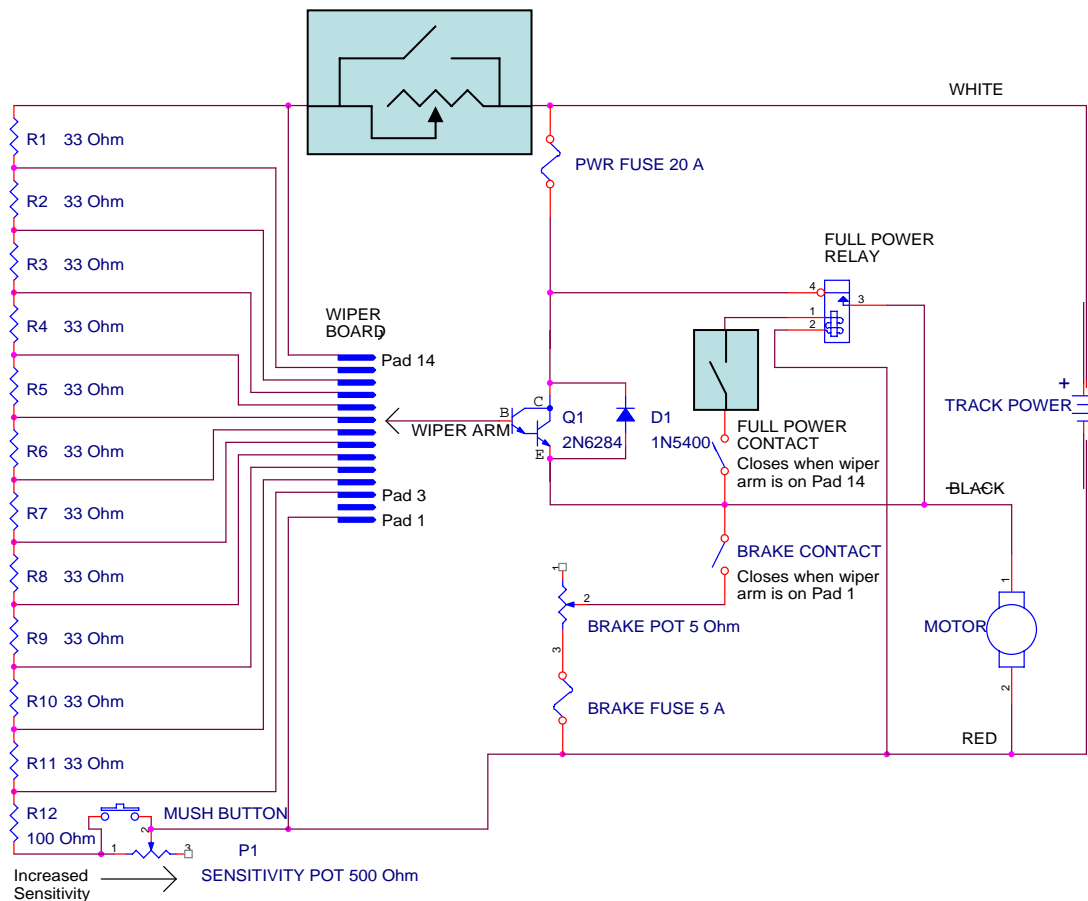 WHITE
R1 33 Ohm
PWR FUSE 20 A
R2 33 Ohm
FULL POWER
RELAY
R3 33 Ohm
4
3
1
2
R4 33 Ohm
WIPER
BOARD
Pad 14
R5 33 Ohm
+
TRACK POWER
B
C
E
Q1
2N6284
D1
1N5400
WIPER ARM
FULL POWER
CONTACT
Closes when wiper
arm is on Pad 14
R6 33 Ohm
Pad 3
Pad 1
BLACK
R7 33 Ohm
BRAKE CONTACT
Closes when wiper
arm is on Pad 1
R8 33 Ohm
1
2
3
BRAKE POT 5 Ohm
1
MOTOR
2
R9 33 Ohm
R10 33 Ohm
BRAKE FUSE 5 A
RED
R11 33 Ohm
R12
100 Ohm
MUSH BUTTON
1
2
3
P1
SENSITIVITY POT 500 Ohm
Increased
Sensitivity